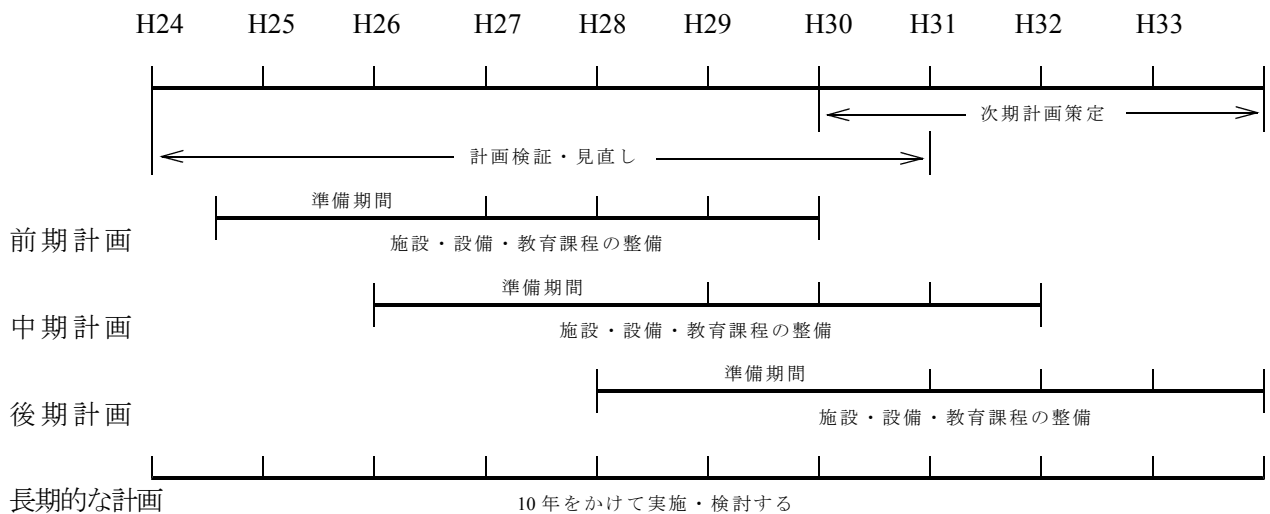 H24 H25 H26 H27 H28 H29 H30 H31 H32 H33
次期計画策定
計画検証・見直し
準備期間
前期計画
施設・設備・教育課程の整備
準備期間
中期計画
施設・設備・教育課程の整備
準備期間
後期計画
施設・設備・教育課程の整備
長期的な計画
10年をかけて実施・検討する